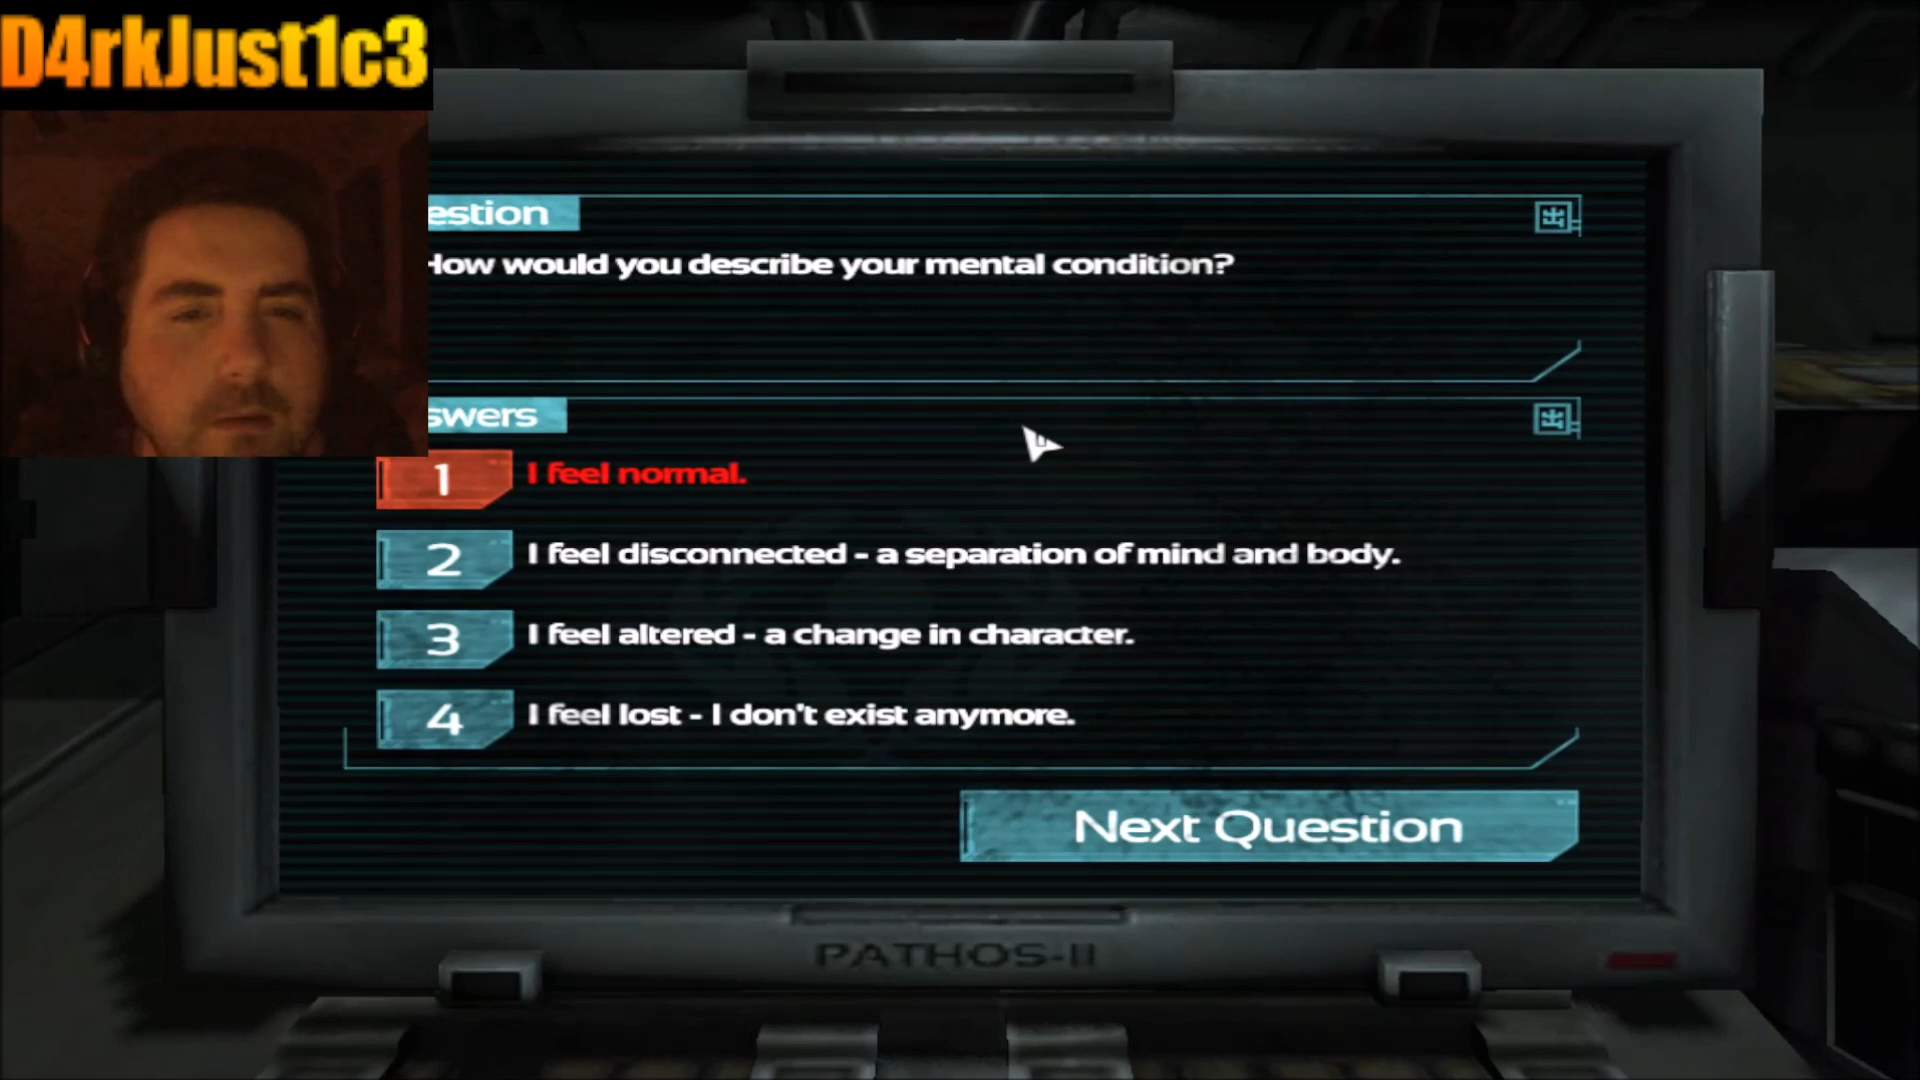 D4rkJust1c3
estion
How would you describe your mental condition?
swers
1 I feel normal.
2 I feel disconnected - a separation of mind and body.
3 I feel altered - a change in character.
4 I feel lost - I don't exist anymore.
Next Question
PATHOS-II